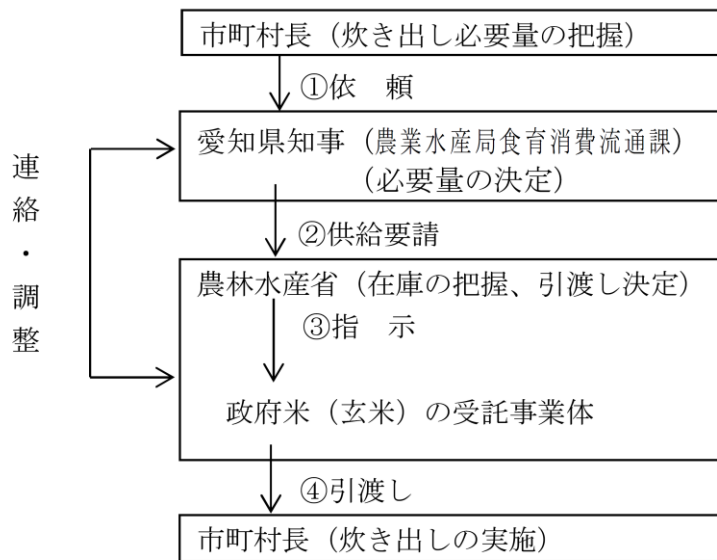 市町村長（炊き出し必要量の把握）
①依　頼
愛知県知事（農業水産局食育消費流通課）
（必要量の決定）
連絡・調整
②供給要請
農林水産省（在庫の把握、引渡し決定）
③指　示
政府米（玄米）の受託事業体
④引渡し
市町村長（炊き出しの実施）